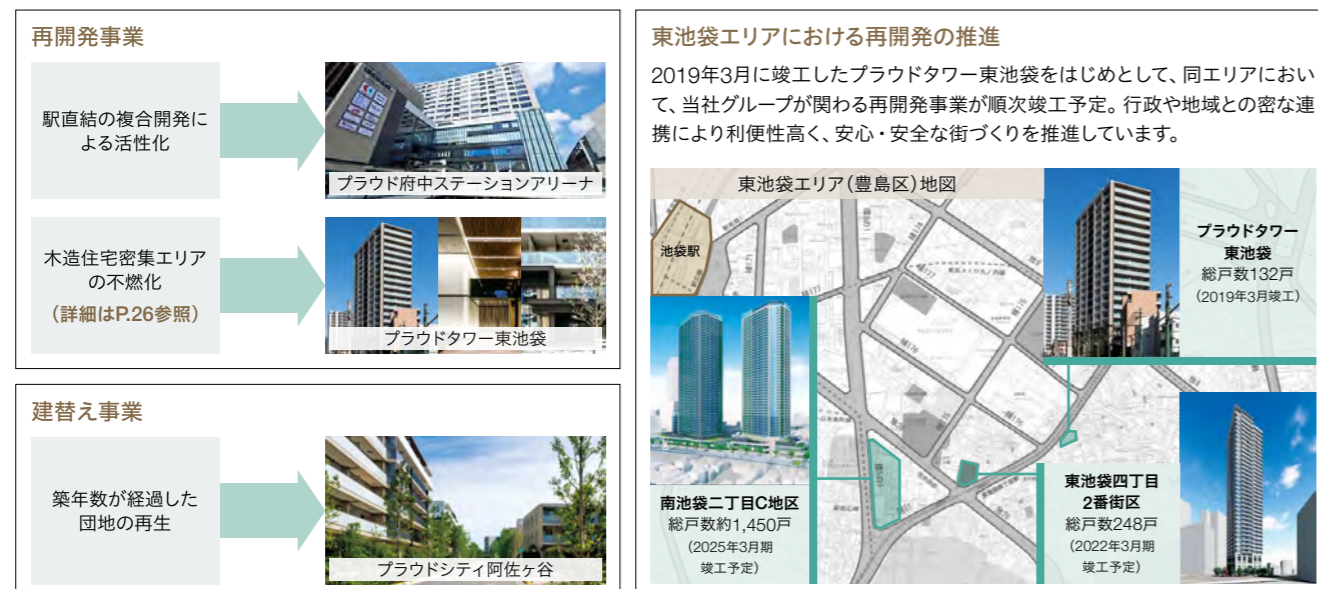 再開発事業
駅直結の複合開発に
よる活性化
プラウド府中ステーションアリーナ
木造住宅密集エリア
の不燃化
（詳細はP.26参照）
プラウドタワー東池袋
建替え事業
築年数が経過した
団地の再生
プラウドシティ阿佐ヶ谷
東池袋エリアにおける再開発の推進
2019年3月に竣工したプラウドタワー東池袋をはじめとして、同エリアにおい
て、当社グループが関わる再開発事業が順次竣工予定。行政や地域との密な連
携により利便性高く、安心・安全な街づくりを推進しています。
東池袋エリア（豊島区）地図
池袋駅
プラウドタワー
東池袋
総戸数132戸
（2019年3月竣工）
南池袋二丁目C地区
総戸数約1,450戸
（2025年3月期
竣工予定）
東池袋四丁目
2番街区
総戸数248戸
（2022年3月期
竣工予定）